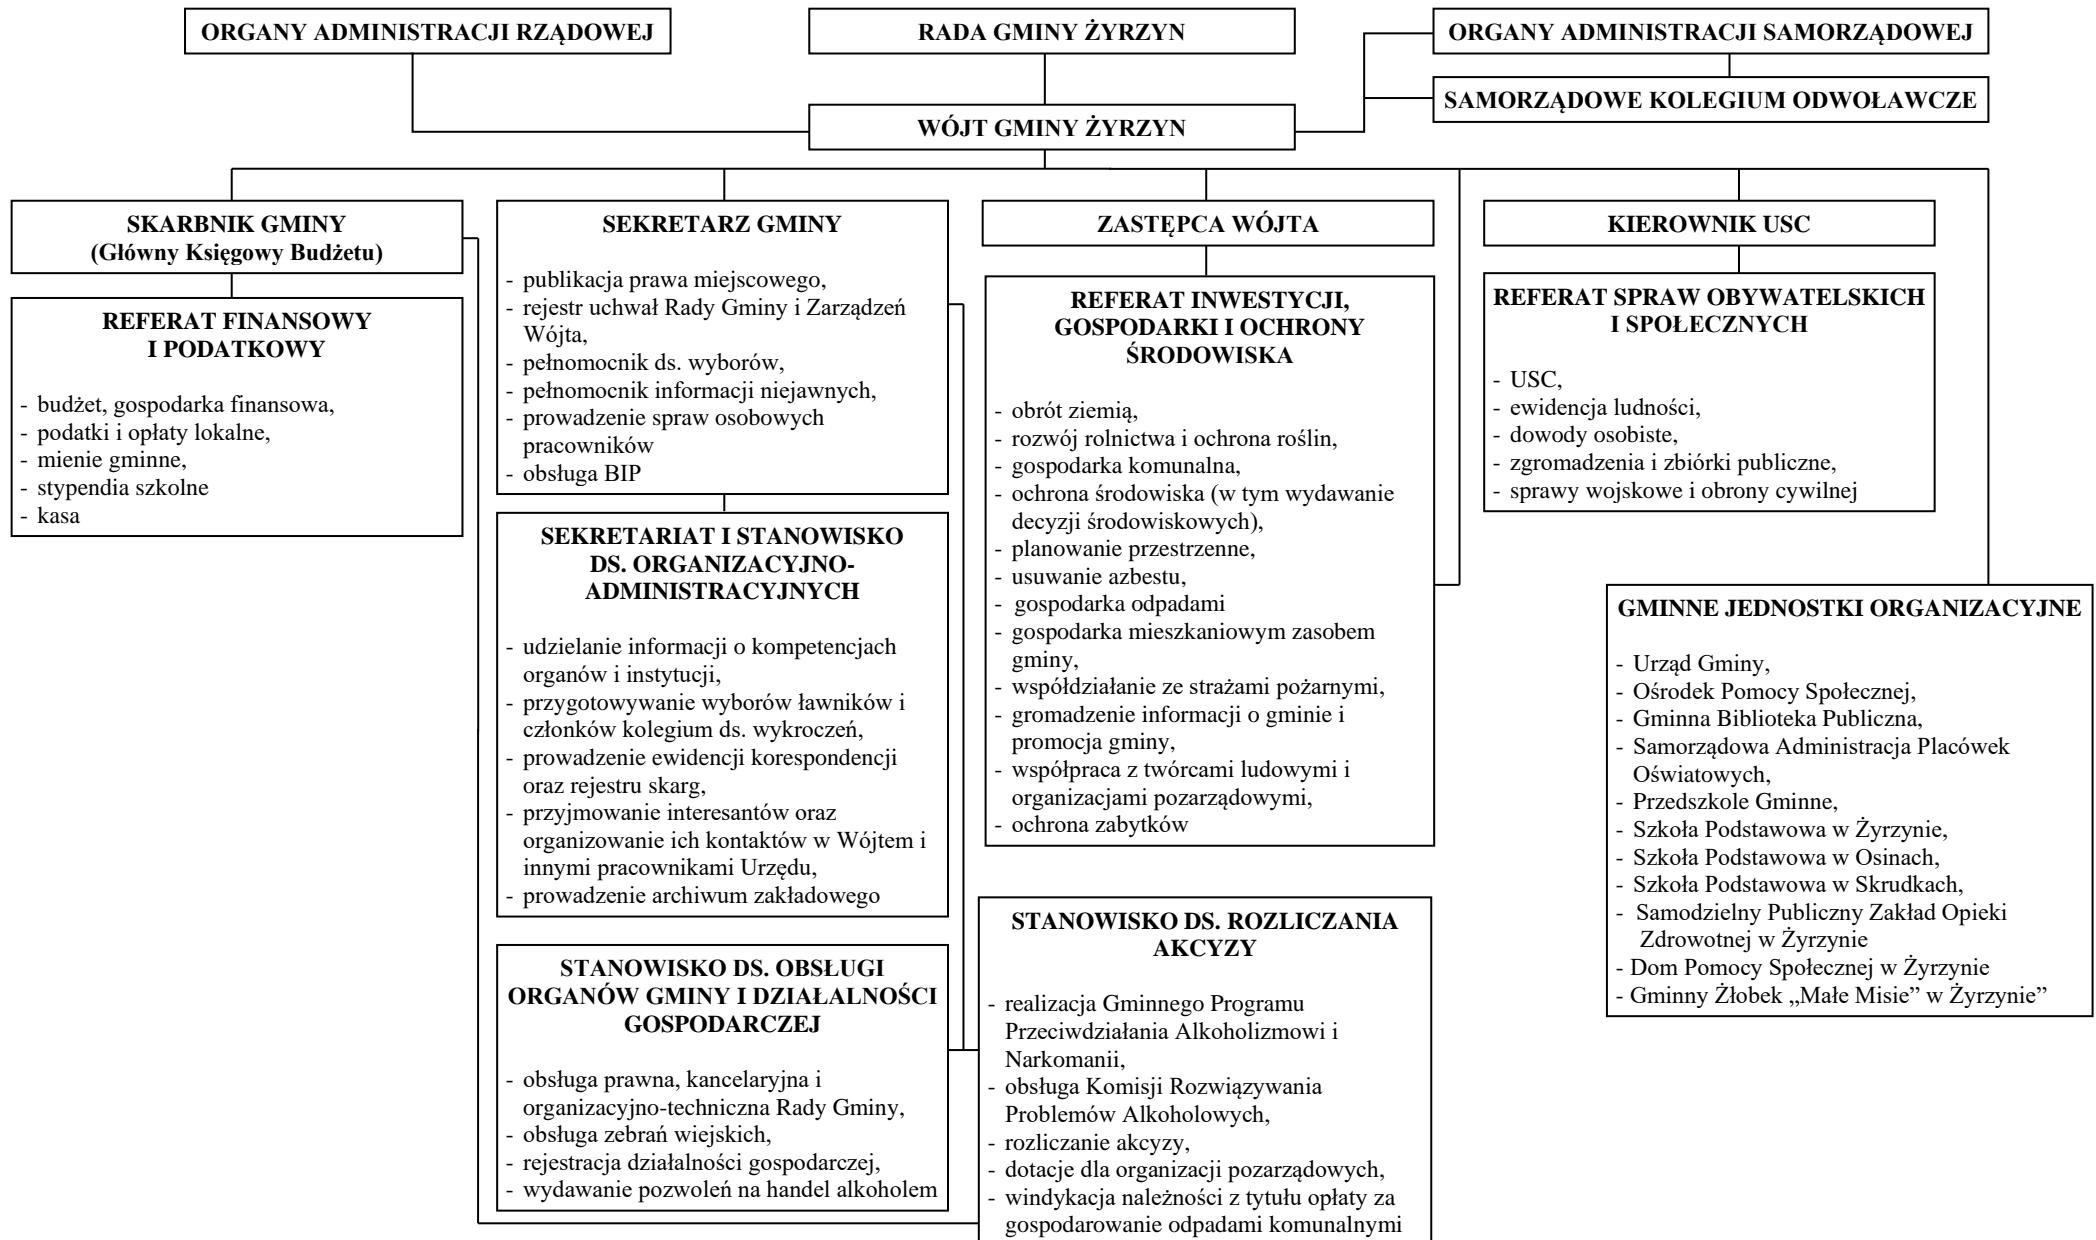 ORGANY ADMINISTRACJI RZĄDOWEJ
RADA GMINY ŻYRZYN
ORGANY ADMINISTRACJI SAMORZĄDOWEJ
SAMORZĄDOWE KOLEGIUM ODWOŁAWCZE
WÓJT GMINY ŻYRZYN
SKARBNIK GMINY
(Główny Księgowy Budżetu)
REFERAT FINANSOWY
I PODATKOWY
- budżet, gospodarka finansowa,
- podatki i opłaty lokalne,
- mienie gminne,
- stypendia szkolne
- kasa
SEKRETARZ GMINY
- publikacja prawa miejscowego,
- rejestr uchwał Rady Gminy i Zarządzeń
Wójta,
- pełnomocnik ds. wyborów,
- pełnomocnik informacji niejawnych,
- prowadzenie spraw osobowych
pracowników
- obsługa BIP
SEKRETARIAT I STANOWISKO
DS. ORGANIZACYJNO-
ADMINISTRACYJNYCH
- udzielanie informacji o kompetencjach
organów i instytucji,
- przygotowywanie wyborów ławników i
członków kolegium ds. wykroczeń,
- prowadzenie ewidencji korespondencji
oraz rejestru skarg,
- przyjmowanie interesantów oraz
organizowanie ich kontaktów w Wójtem i
innymi pracownikami Urzędu,
- prowadzenie archiwum zakładowego
STANOWISKO DS. OBSŁUGI
ORGANÓW GMINY I DZIAŁALNOŚCI
GOSPODARCZEJ
- obsługa prawna, kancelaryjna i
organizacyjno-techniczna Rady Gminy,
- obsługa zebrań wiejskich,
- rejestracja działalności gospodarczej,
- wydawanie pozwoleń na handel alkoholem
ZASTĘPCA WÓJTA
REFERAT INWESTYCJI,
GOSPODARKI I OCHRONY
ŚRODOWISKA
- obrót ziemią,
- rozwój rolnictwa i ochrona roślin,
- gospodarka komunalna,
- ochrona środowiska (w tym wydawanie
decyzji środowiskowych),
- planowanie przestrzenne,
- usuwanie azbestu,
- gospodarka odpadami
- gospodarka mieszkaniowym zasobem
gminy,
- współdziałanie ze strażami pożarnymi,
- gromadzenie informacji o gminie i
promocja gminy,
- współpraca z twórcami ludowymi i
organizacjami pozarządowymi,
- ochrona zabytków
STANOWISKO DS. ROZLICZANIA
AKCYZY
- realizacja Gminnego Programu
Przeciwdziałania Alkoholizmowi i
Narkomanii,
- obsługa Komisji Rozwiązywania
Problemów Alkoholowych,
- rozliczanie akcyzy,
- dotacje dla organizacji pozarządowych,
- windykacja należności z tytułu opłaty za
gospodarowanie odpadami komunalnymi
KIEROWNIK USC
REFERAT SPRAW OBYWATELSKICH
I SPOŁECZNYCH
- USC,
- ewidencja ludności,
- dowody osobiste,
- zgromadzenia i zbiórki publiczne,
- sprawy wojskowe i obrony cywilnej
GMINNE JEDNOSTKI ORGANIZACYJNE
- Urząd Gminy,
- Ośrodek Pomocy Społecznej,
- Gminna Biblioteka Publiczna,
- Samorządowa Administracja Placówek
Oświatowych,
- Przedszkole Gminne,
- Szkoła Podstawowa w Żyrzynie,
- Szkoła Podstawowa w Osinach,
- Szkoła Podstawowa w Skrudkach,
- Samodzielny Publiczny Zakład Opieki
Zdrowotnej w Żyrzynie
- Dom Pomocy Społecznej w Żyrzynie
- Gminny Żłobek „Małe Misie” w Żyrzynie”